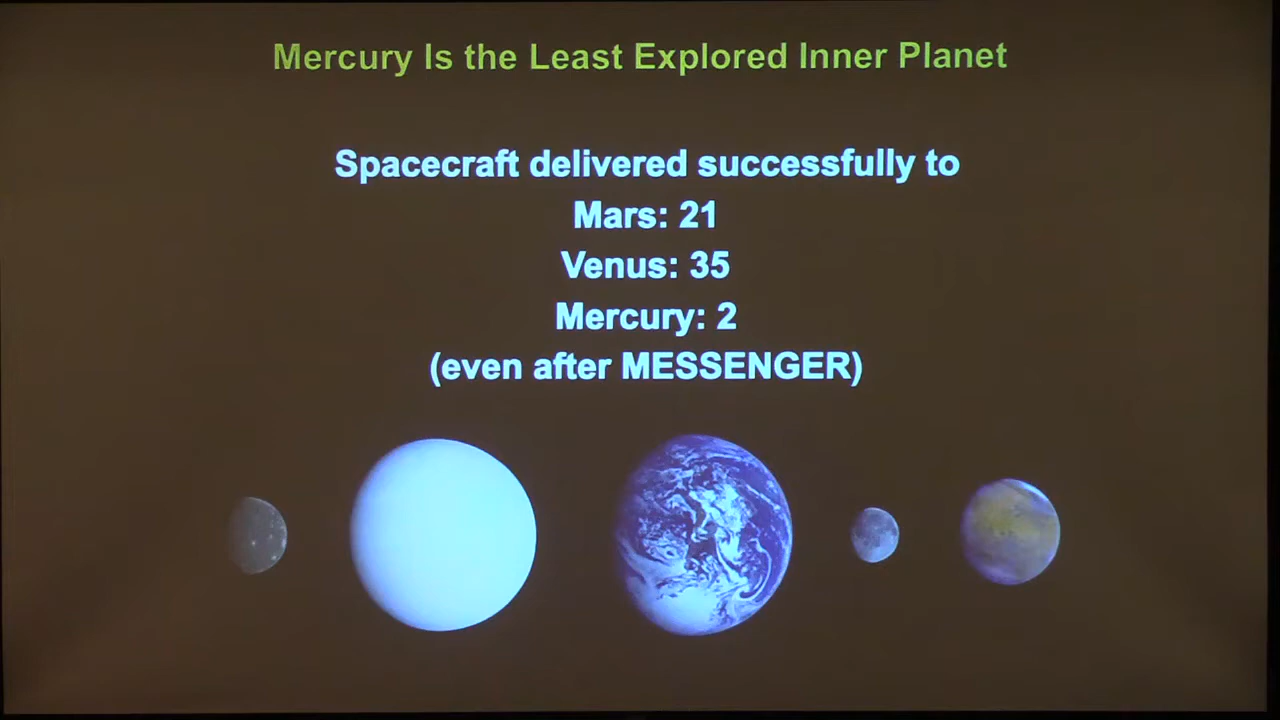 Mercury Is the Least Explored Inner Planet
Spacecraft delivered successfully to
Mars: 21
Venus: 35
Mercury: 2
(even after MESSENGER)